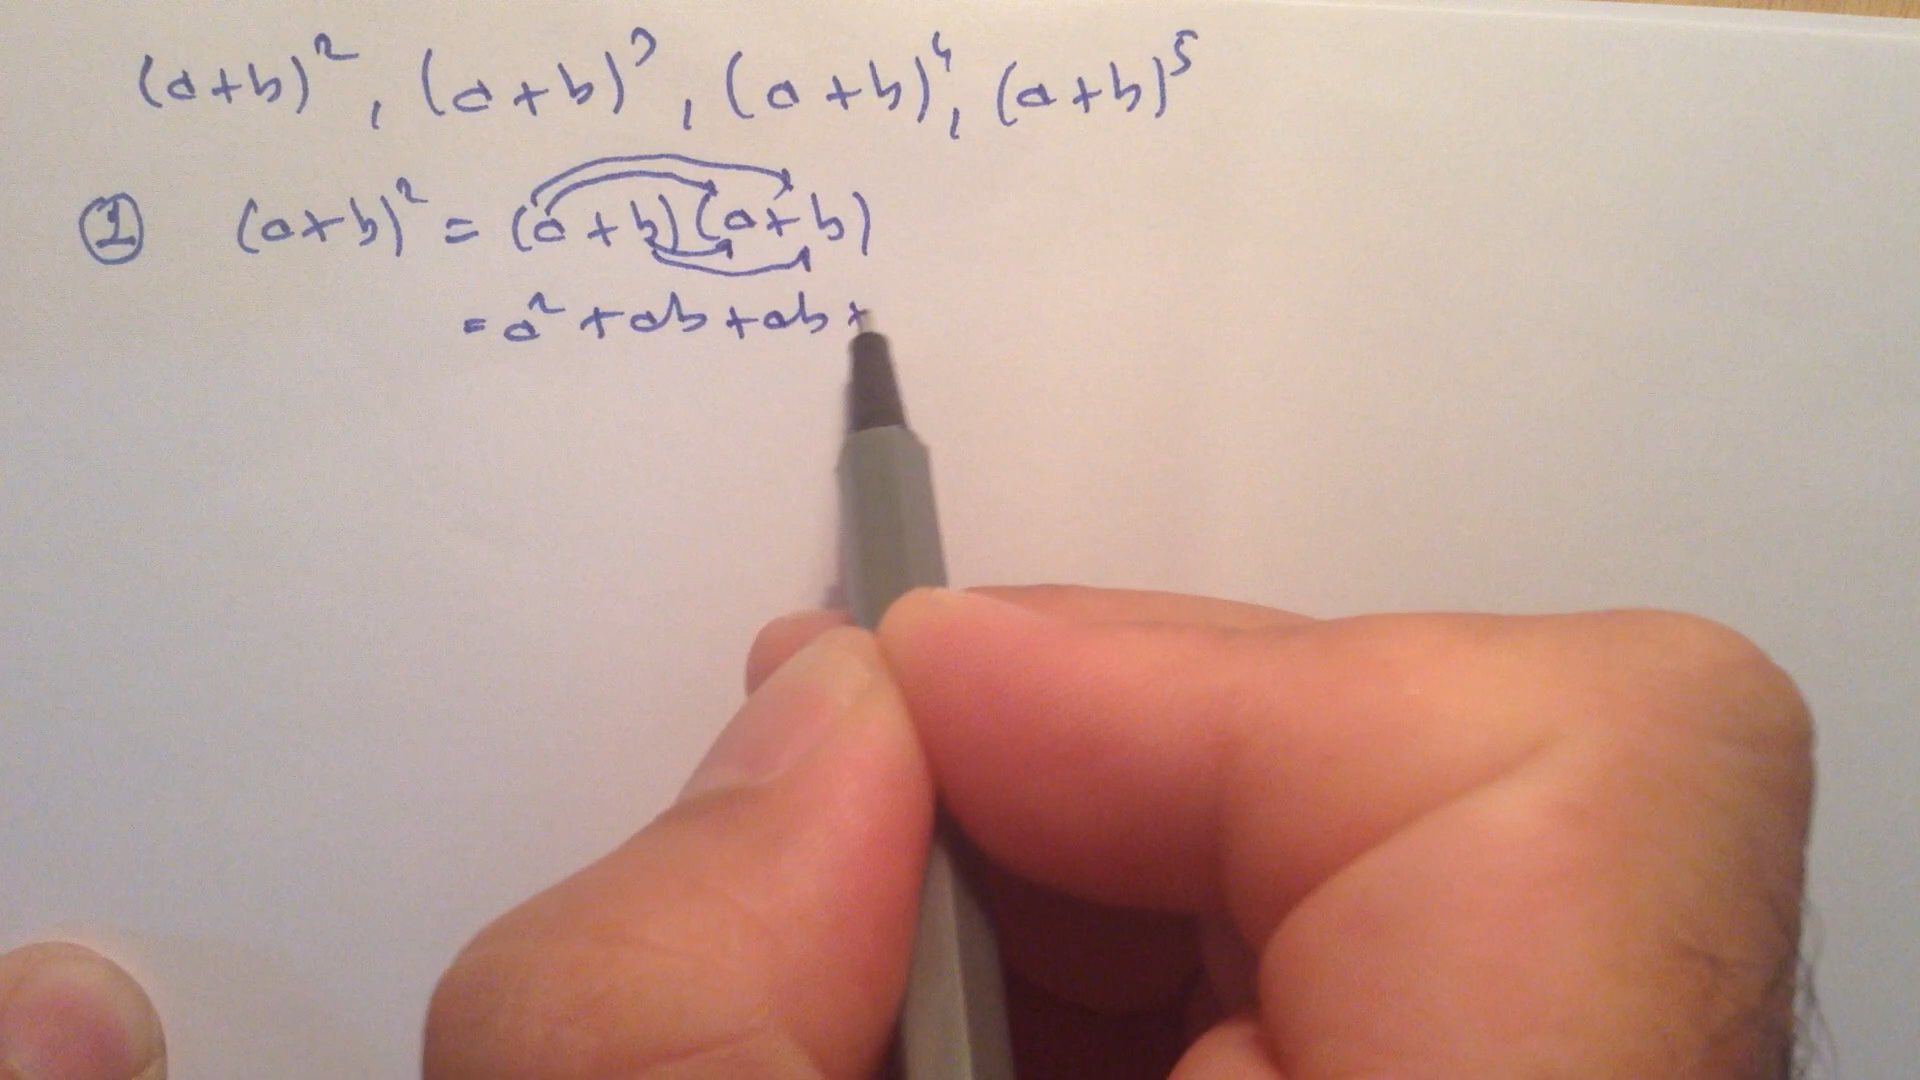 (a+b)², (a+b)³, (a+b)⁴, (a+b)⁵
① (a+b)² = (a+b)(a+b)
= a² + ab + ab +